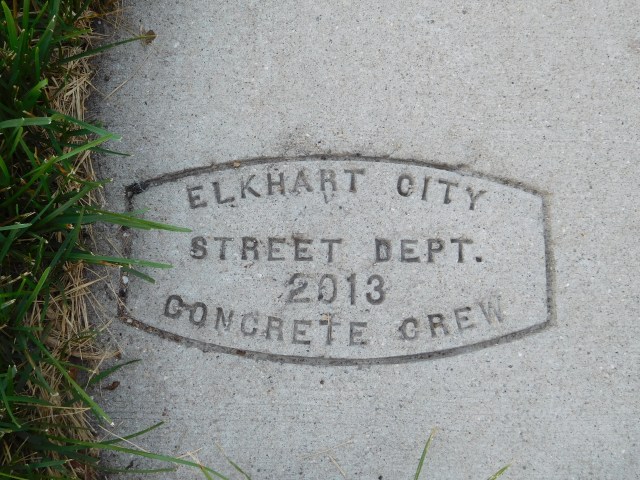 ELKHART CITY
STREET DEPT.
2013
CONCRETE CREW